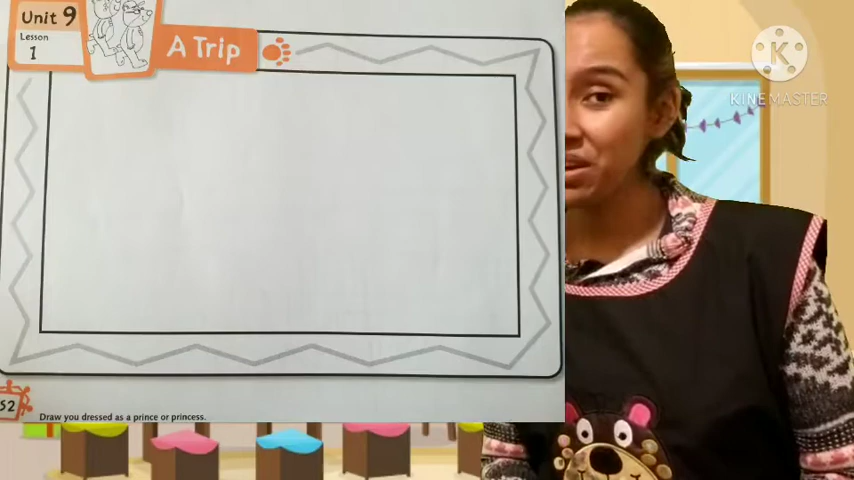 Unit 9
Lesson
1
A Trip
K
KINEMASTER
52
Draw you dressed as a prince or princess.